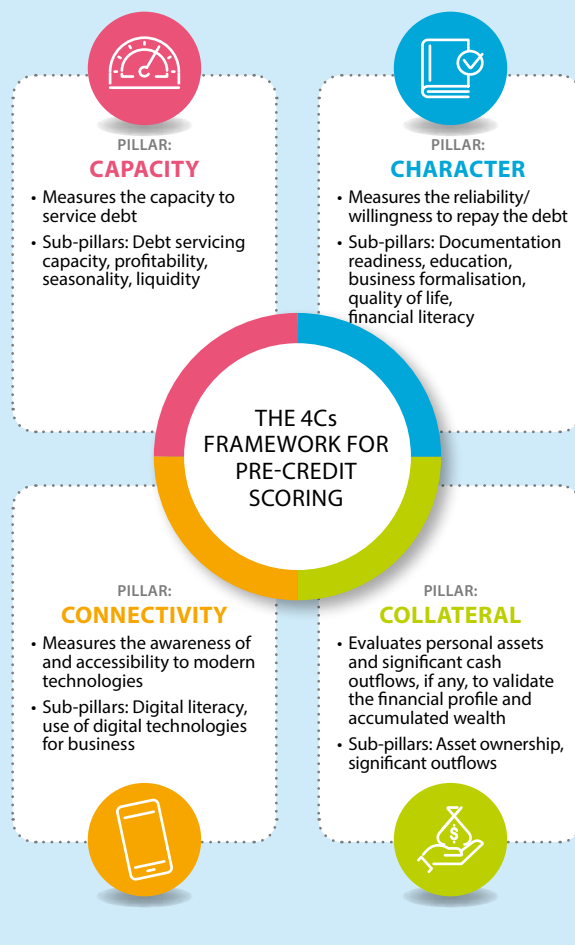 PILLAR:
CAPACITY
• Measures the capacity to
service debt
• Sub-pillars: Debt servicing
capacity, profitability,
seasonality, liquidity
PILLAR:
CHARACTER
• Measures the reliability/
willingness to repay the debt
• Sub-pillars: Documentation
readiness, education,
business formalisation,
quality of life,
financial literacy
THE 4Cs
FRAMEWORK FOR
PRE-CREDIT
SCORING
PILLAR:
CONNECTIVITY
• Measures the awareness of
and accessibility to modern
technologies
• Sub-pillars: Digital literacy,
use of digital technologies
for business
PILLAR:
COLLATERAL
• Evaluates personal assets
and significant cash
outflows, if any, to validate
the financial profile and
accumulated wealth
• Sub-pillars: Asset ownership,
significant outflows
$